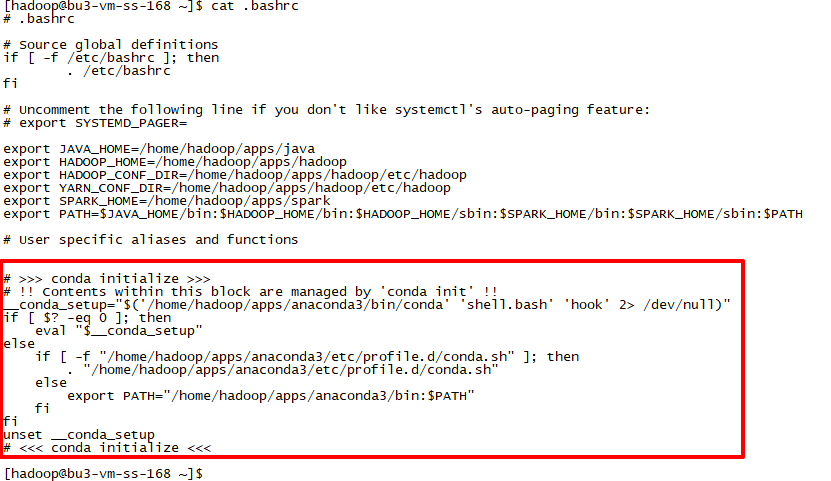 [hadoop@bu3-vm-ss-168 ~]$ cat .bashrc
# .bashrc

# Source global definitions
if [ -f /etc/bashrc ]; then
        . /etc/bashrc
fi

# Uncomment the following line if you don't like systemctl's auto-paging feature:
# export SYSTEMD_PAGER=

export JAVA_HOME=/home/hadoop/apps/java
export HADOOP_HOME=/home/hadoop/apps/hadoop
export HADOOP_CONF_DIR=/home/hadoop/apps/hadoop/etc/hadoop
export YARN_CONF_DIR=/home/hadoop/apps/hadoop/etc/hadoop
export SPARK_HOME=/home/hadoop/apps/spark
export PATH=$JAVA_HOME/bin:$HADOOP_HOME/bin:$HADOOP_HOME/sbin:$SPARK_HOME/bin:$SPARK_HOME/sbin:$PATH

# User specific aliases and functions

# >>> conda initialize >>>
# !! Contents within this block are managed by 'conda init' !!
__conda_setup="$('/home/hadoop/apps/anaconda3/bin/conda' 'shell.bash' 'hook' 2> /dev/null)"
if [ $? -eq 0 ]; then
    eval "$__conda_setup"
else
    if [ -f "/home/hadoop/apps/anaconda3/etc/profile.d/conda.sh" ]; then
        . "/home/hadoop/apps/anaconda3/etc/profile.d/conda.sh"
    else
        export PATH="/home/hadoop/apps/anaconda3/bin:$PATH"
    fi
fi
unset __conda_setup
# <<< conda initialize <<<

[hadoop@bu3-vm-ss-168 ~]$